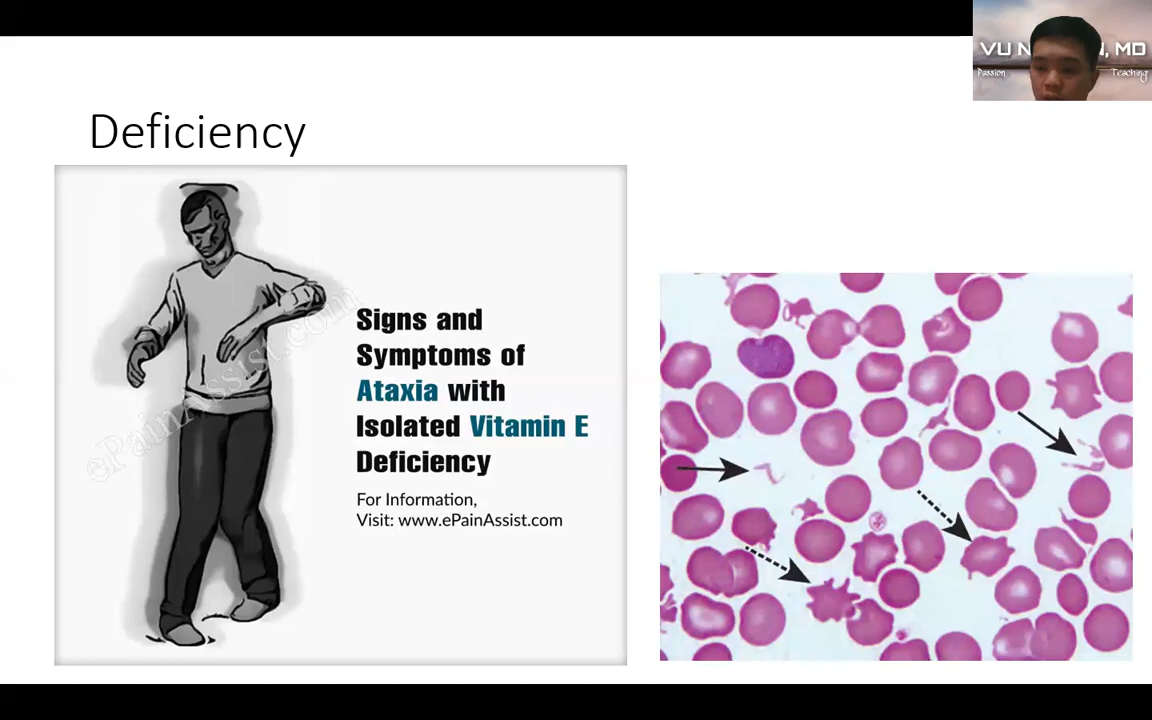 VU N N, MD
Passion Teaching
Deficiency
Signs and
Symptoms of
Ataxia with
Isolated Vitamin E
Deficiency
For Information,
Visit: www.ePainAssist.com
ePainAssist.com